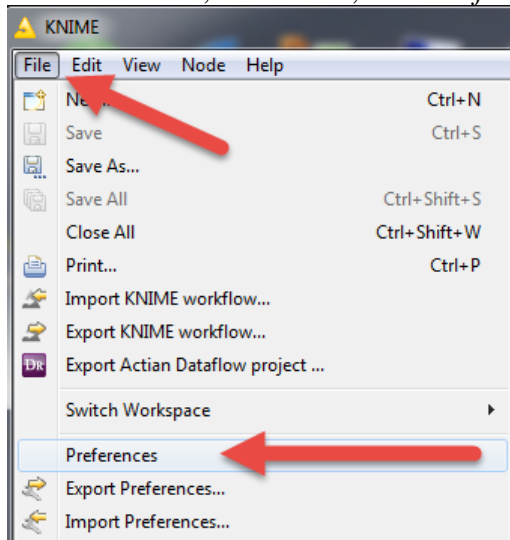 KNIME
File Edit View Node Help
Ctrl+N
Save Ctrl+S
Save As...
Save All Ctrl+Shift+S
Close All Ctrl+Shift+W
Print... Ctrl+P
Import KNIME workflow...
Export KNIME workflow...
DR Export Actian Dataflow project ...
Switch Workspace
Preferences
Export Preferences...
Import Preferences...